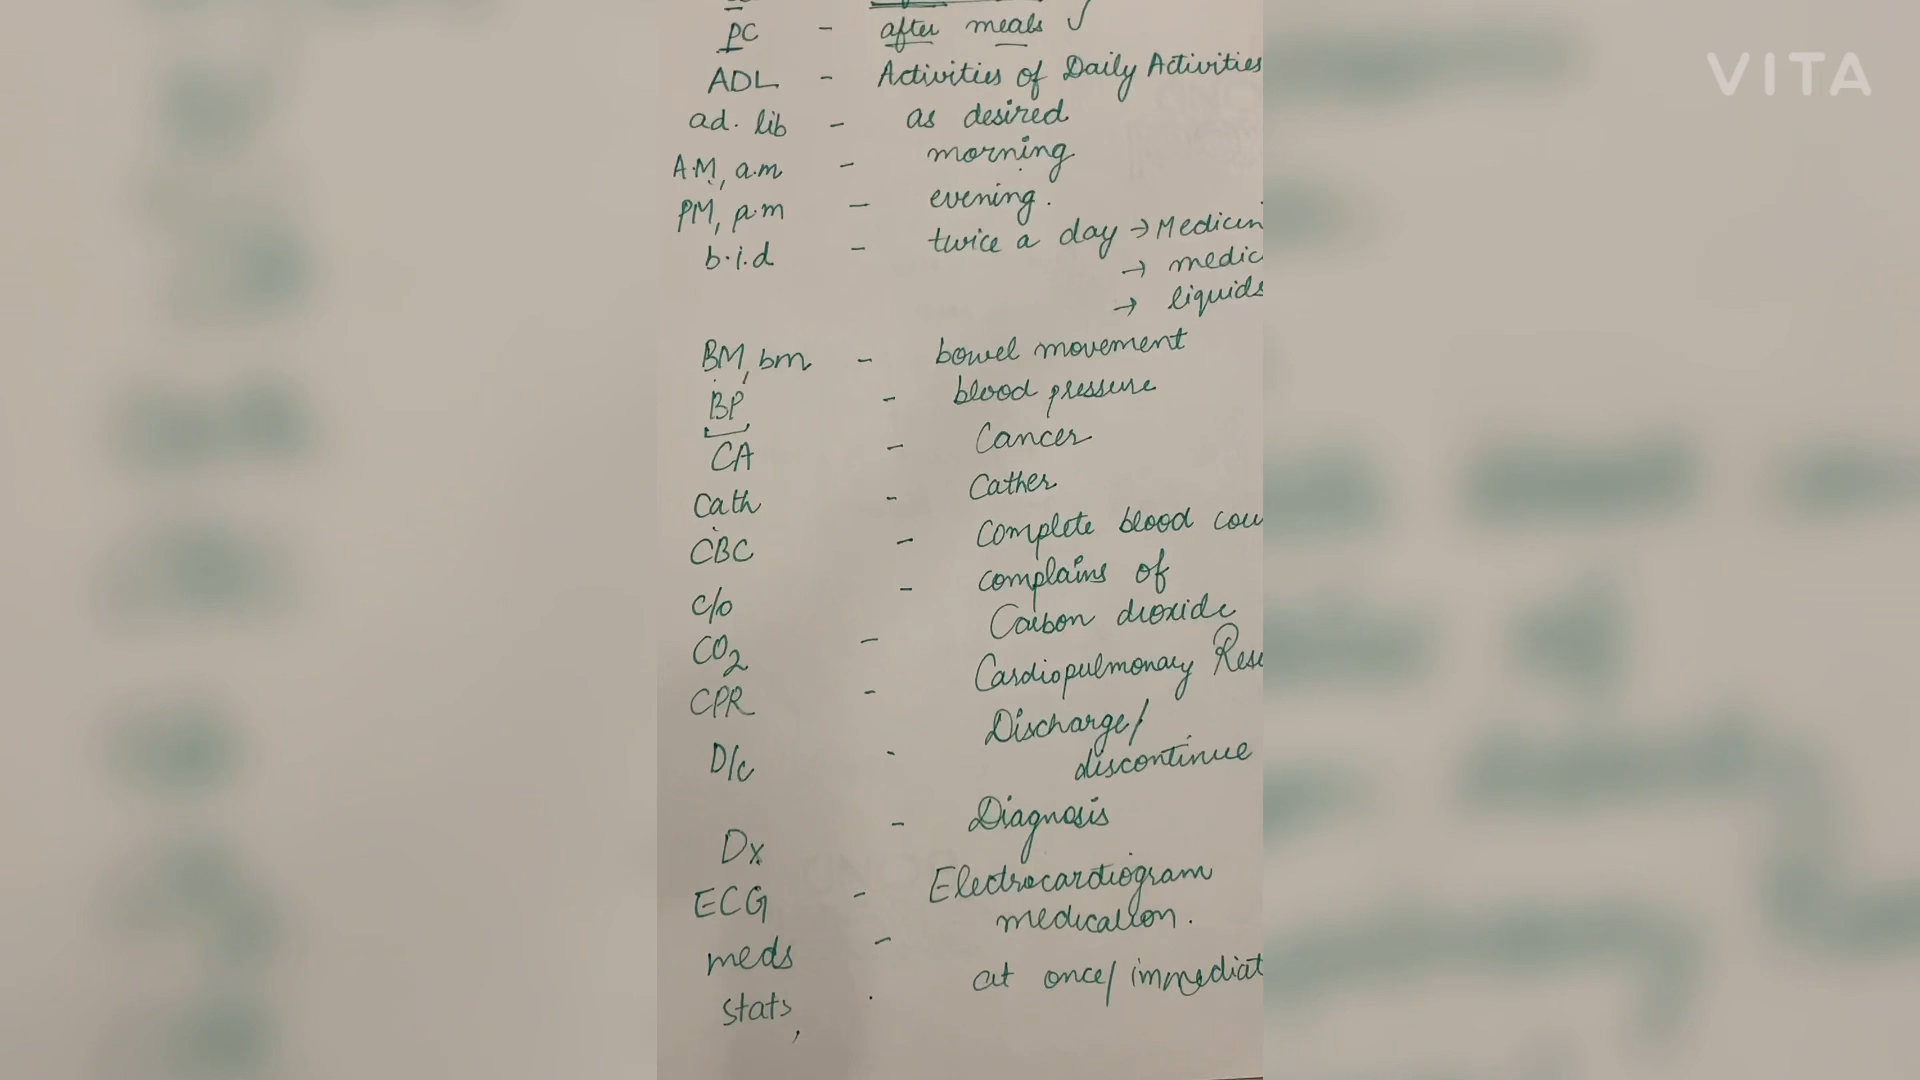 PC - after meals ✓
ADL - Activities of Daily Activities
ad. lib - as desired
A.M, a.m - morning
PM, p.m - evening.
b.i.d - twice a day → Medicin
→ medic
→ liquids
BM, bm - bowel movement
BP - blood pressure
CA - Cancer
Cath - Cather
CBC - Complete blood cou
c/o - complains of
CO2 - Carbon dioxide
CPR - Cardiopulmonary Resu
D/c - Discharge/
discontinue
Dx - Diagnosis
ECG - Electrocardiogram
meds - medication.
stats, . at once/immediat
VITA